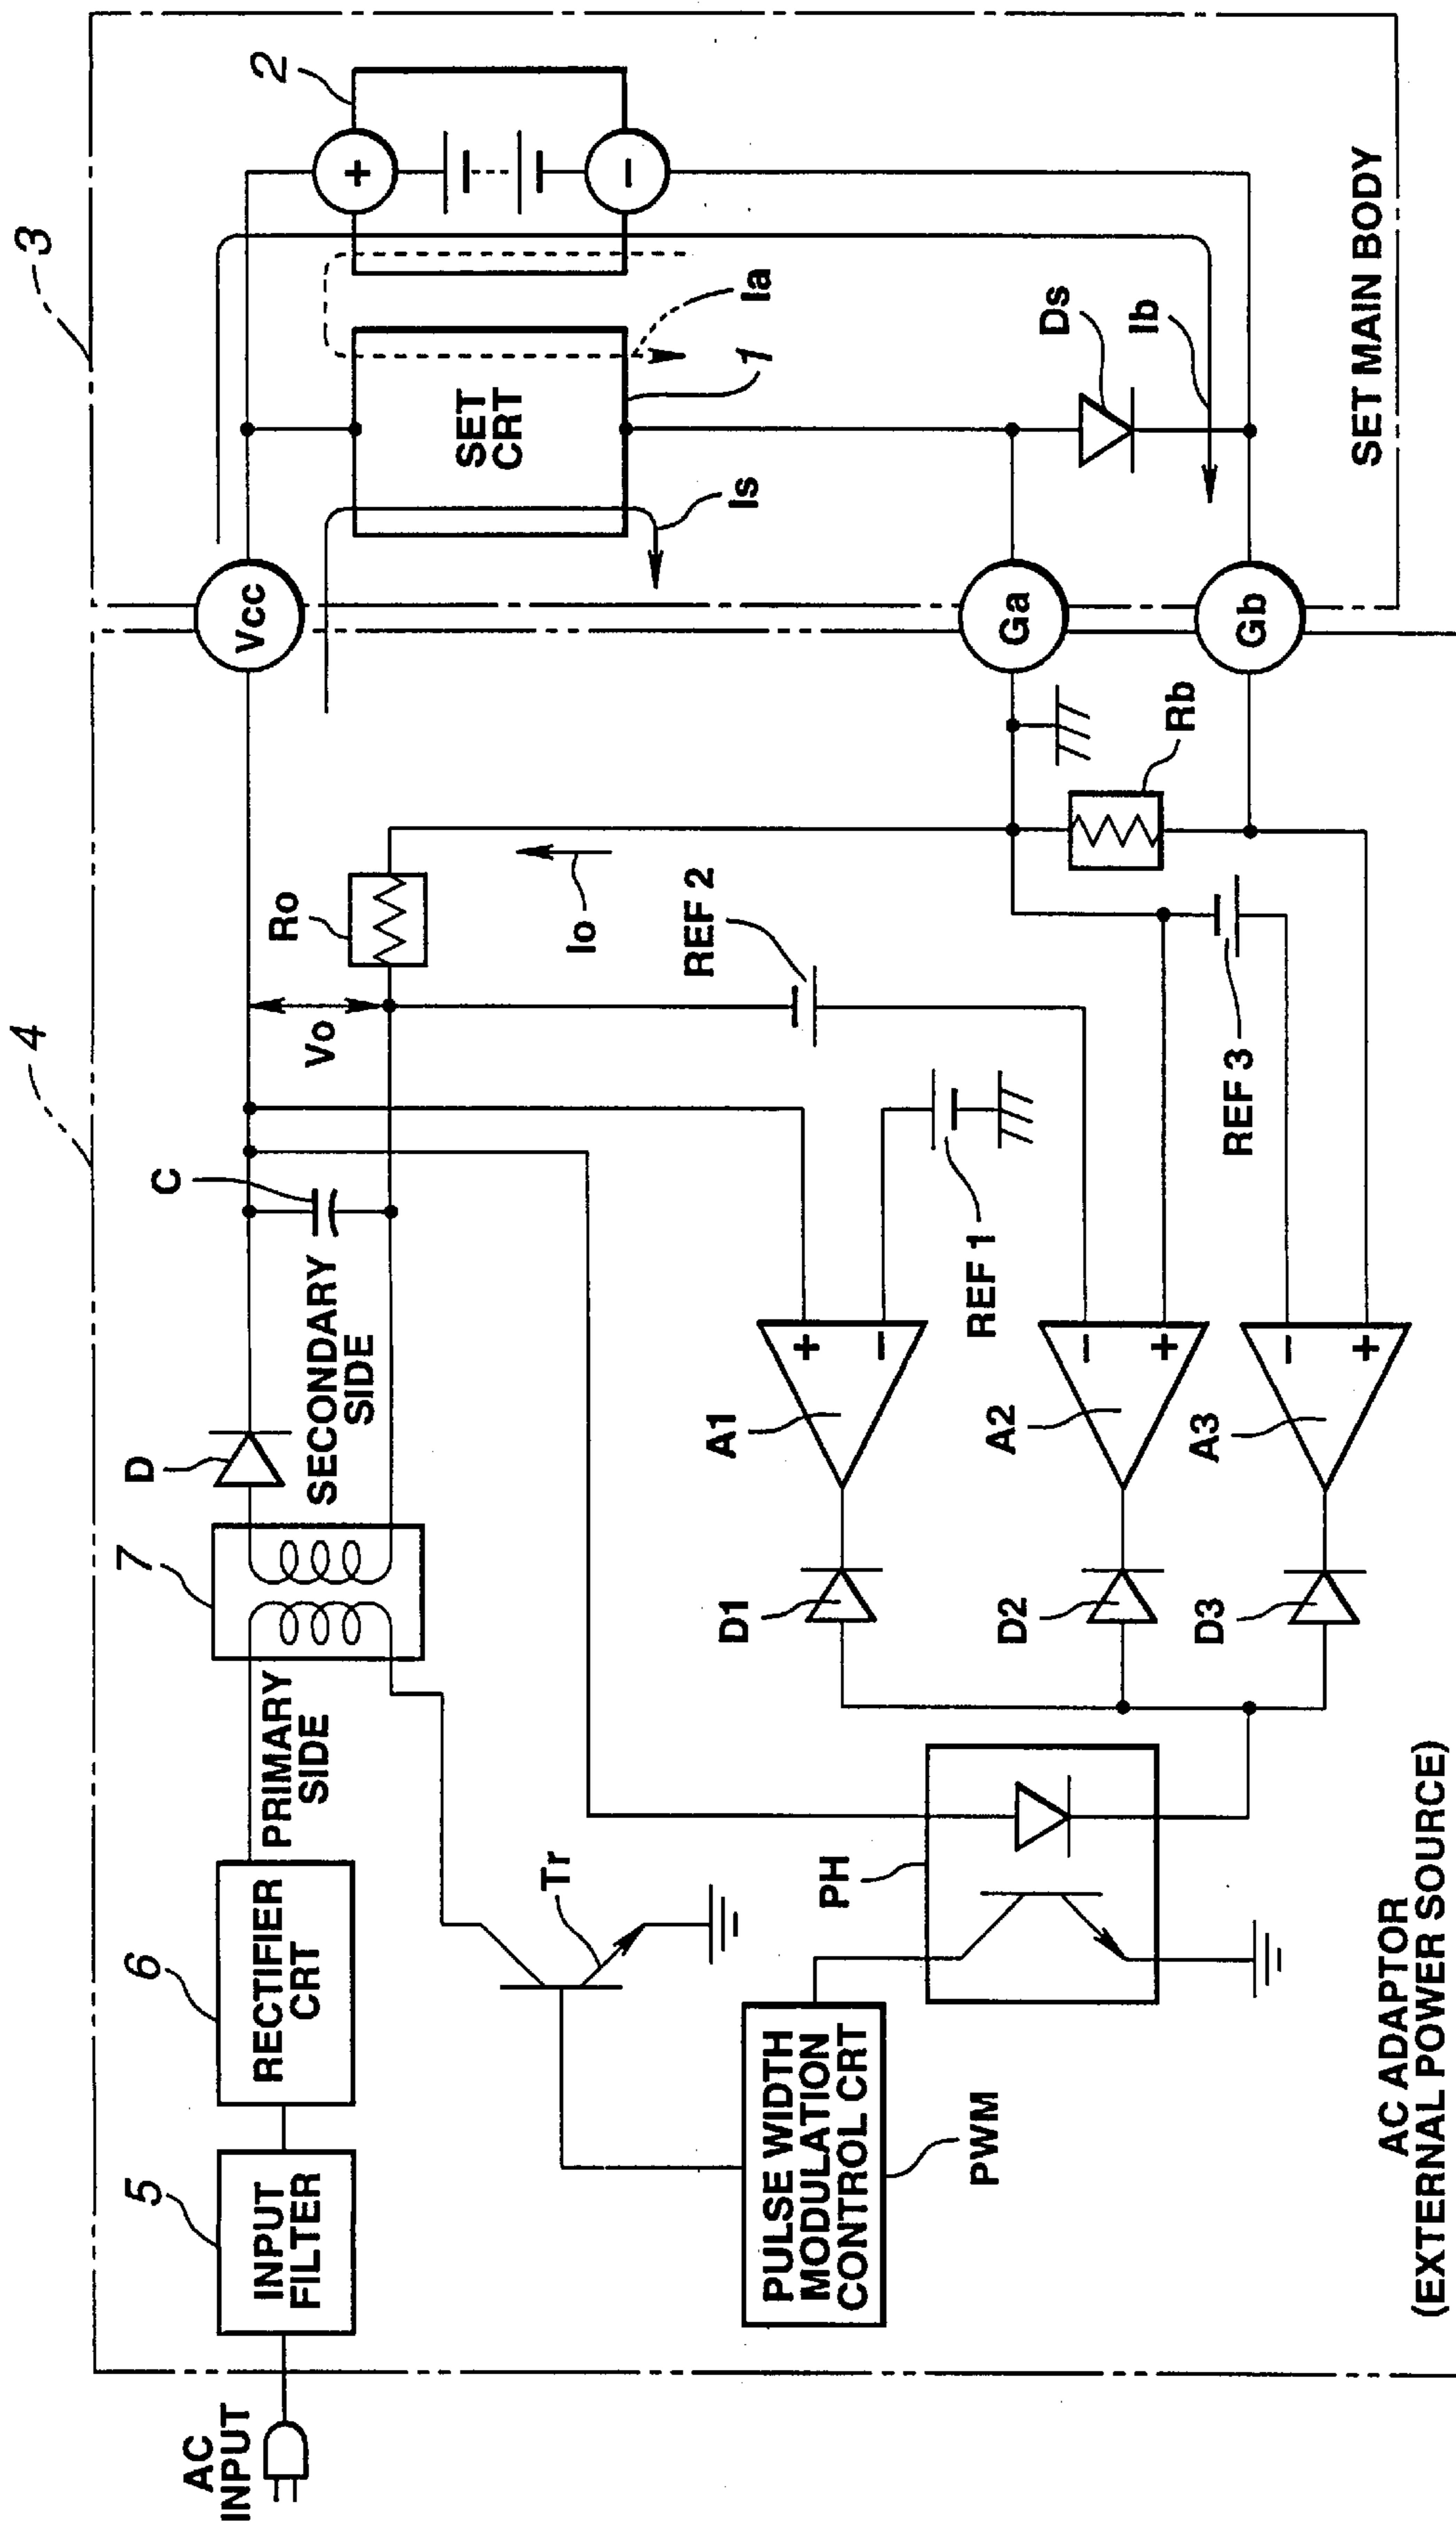 AC
INPUT
5
INPUT
FILTER
6
RECTIFIER
CRT
PRIMARY
SIDE
7
D
SECONDARY
SIDE
C
4
Vo
Ro
Io
Vcc
3
2
+
−
SET
CRT
1
Is
Ia
Ds
Ib
SET MAIN BODY
Ga
Gb
Rb
REF 2
REF 1
REF 3
Tr
PH
PULSE WIDTH
MODULATION
CONTROL CRT
PWM
D1
A1
+
−
D2
A2
−
+
D3
A3
−
+
AC ADAPTOR
(EXTERNAL POWER SOURCE)